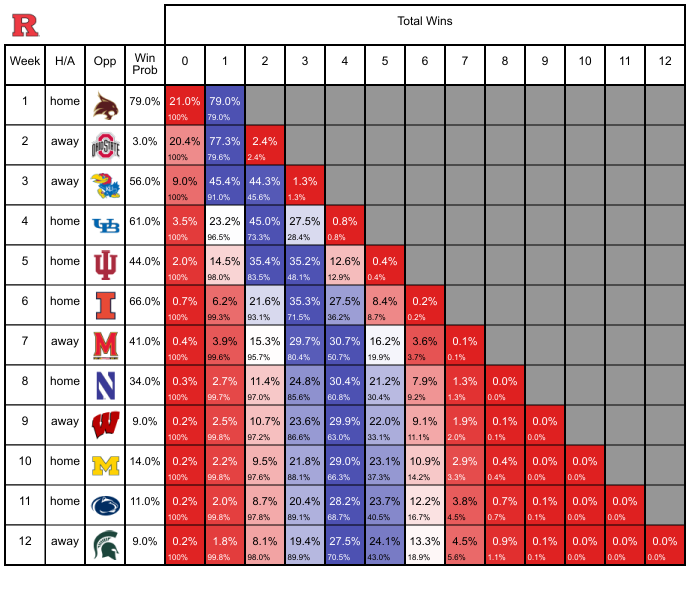 R
Total Wins
Week H/A Opp Win Prob 0 1 2 3 4 5 6 7 8 9 10 11 12
1 home 79.0% 21.0% 79.0%
100% 79.0%
2 away OHIO STATE 3.0% 20.4% 77.3% 2.4%
100% 79.6% 2.4%
3 away KU 56.0% 9.0% 45.4% 44.3% 1.3%
100% 91.0% 45.6% 1.3%
4 home UB 61.0% 3.5% 23.2% 45.0% 27.5% 0.8%
100% 96.5% 73.3% 28.4% 0.8%
5 home IU 44.0% 2.0% 14.5% 35.4% 35.2% 12.6% 0.4%
100% 98.0% 83.5% 48.1% 12.9% 0.4%
6 home I 66.0% 0.7% 6.2% 21.6% 35.3% 27.5% 8.4% 0.2%
100% 99.3% 93.1% 71.5% 36.2% 8.7% 0.2%
7 away M 41.0% 0.4% 3.9% 15.3% 29.7% 30.7% 16.2% 3.6% 0.1%
100% 99.6% 95.7% 80.4% 50.7% 19.9% 3.7% 0.1%
8 home N 34.0% 0.3% 2.7% 11.4% 24.8% 30.4% 21.2% 7.9% 1.3% 0.0%
100% 99.7% 97.0% 85.6% 60.8% 30.4% 9.2% 1.3% 0.0%
9 away W 9.0% 0.2% 2.5% 10.7% 23.6% 29.9% 22.0% 9.1% 1.9% 0.1% 0.0%
100% 99.8% 97.2% 86.6% 63.0% 33.1% 11.1% 2.0% 0.1% 0.0%
10 home M 14.0% 0.2% 2.2% 9.5% 21.8% 29.0% 23.1% 10.9% 2.9% 0.4% 0.0% 0.0%
100% 99.8% 97.6% 88.1% 66.3% 37.3% 14.2% 3.3% 0.4% 0.0% 0.0%
11 home 11.0% 0.2% 2.0% 8.7% 20.4% 28.2% 23.7% 12.2% 3.8% 0.7% 0.1% 0.0% 0.0%
100% 99.8% 97.8% 89.1% 68.7% 40.5% 16.7% 4.5% 0.7% 0.1% 0.0% 0.0%
12 away 9.0% 0.2% 1.8% 8.1% 19.4% 27.5% 24.1% 13.3% 4.5% 0.9% 0.1% 0.0% 0.0% 0.0%
100% 99.8% 98.0% 89.9% 70.5% 43.0% 18.9% 5.6% 1.1% 0.1% 0.0% 0.0% 0.0%